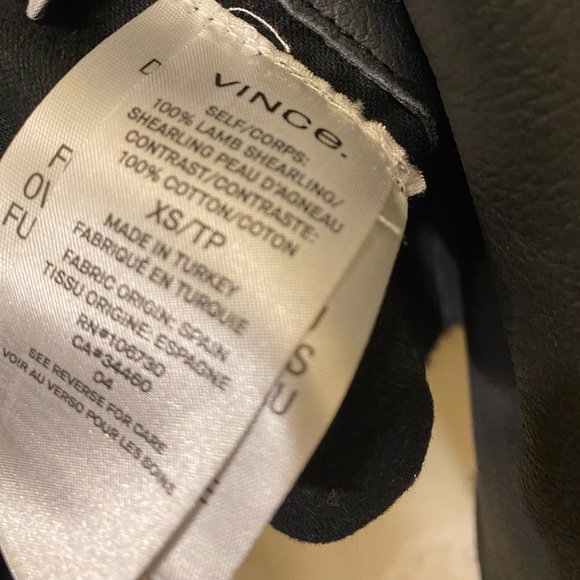 VINCe.
SELF/CORPS:
100% LAMB SHEARLING/
SHEARLING PEAU D'AGNEAU
CONTRAST/CONTRASTE:
100% COTTON/COTON
XS/TP
MADE IN TURKEY
FABRIQUÉ EN TURQUIE
FABRIC ORIGIN: SPAIN
TISSU ORIGINE: ESPAGNE
RN#106730
CA#34460
04
SEE REVERSE FOR CARE
VOIR AU VERSO POUR LES SOINS